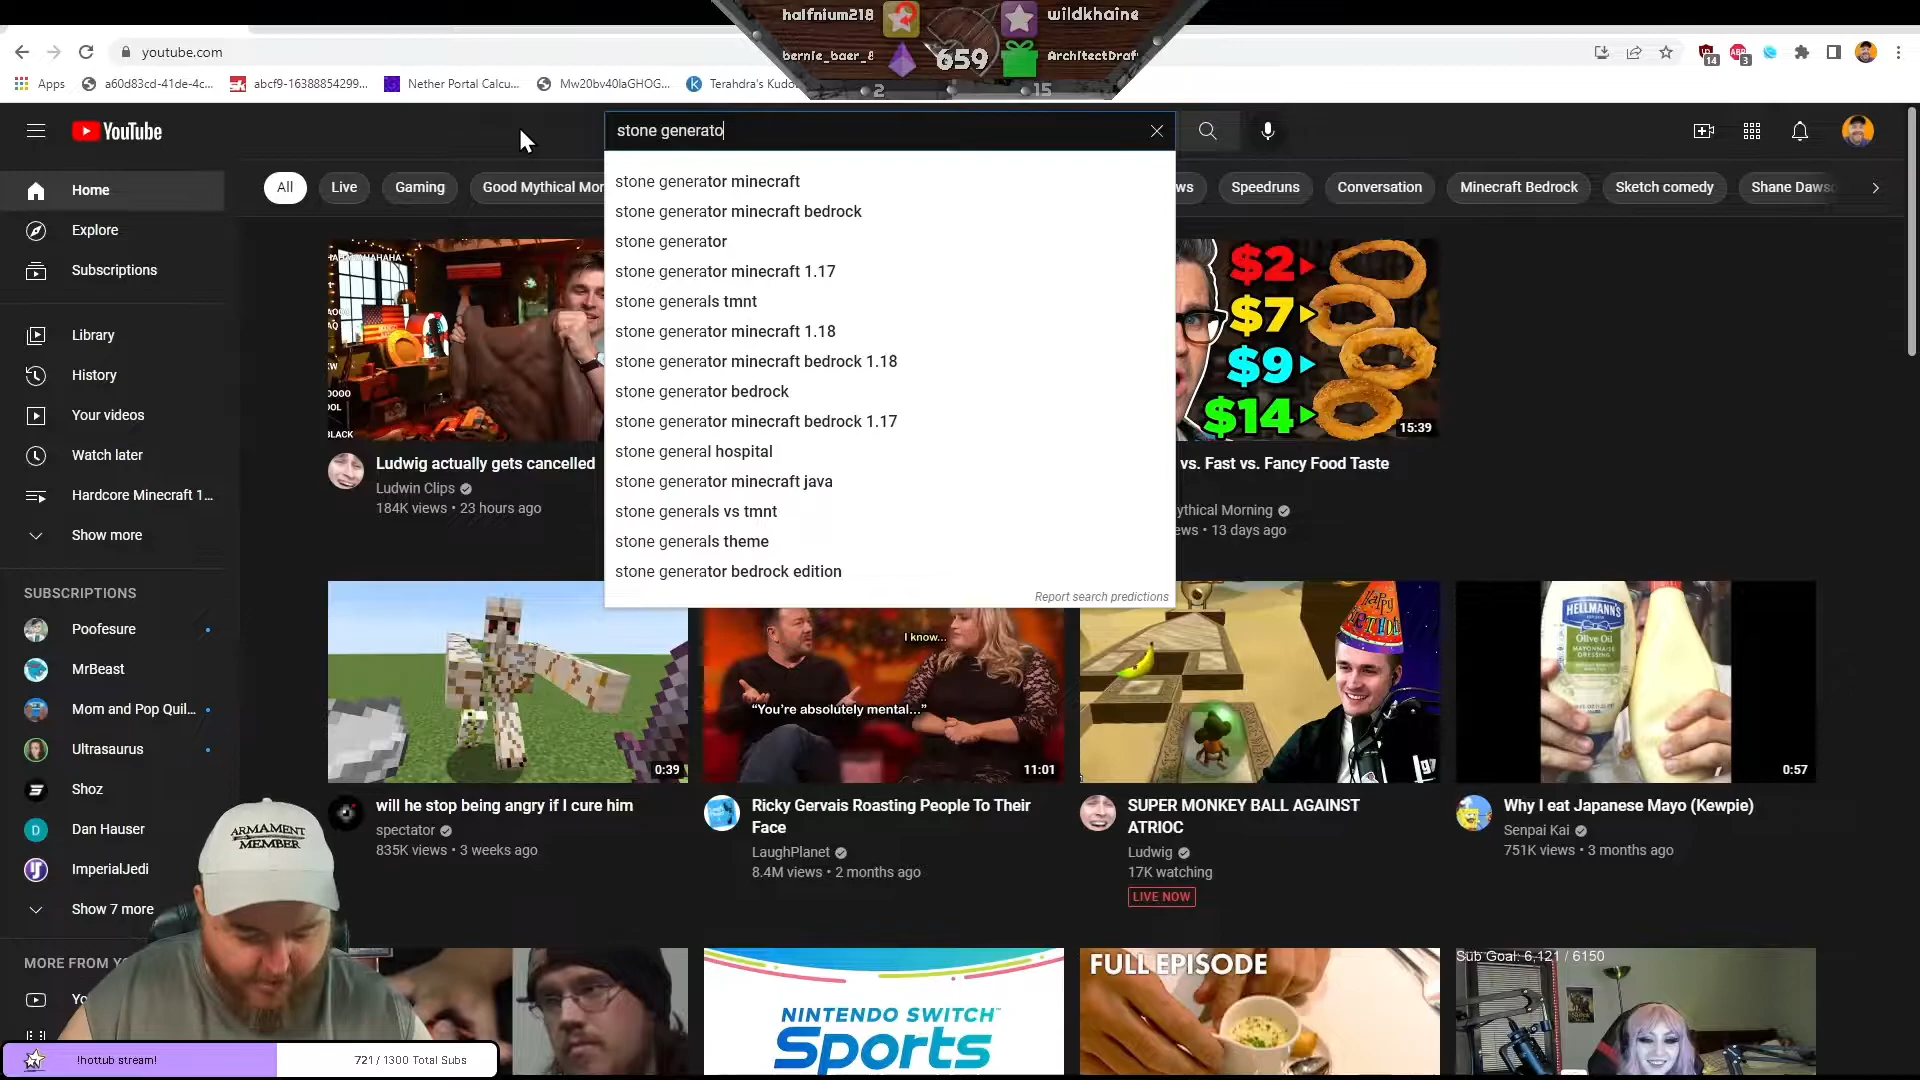 halfnium218
wildkhaine
bernie_baer_8
659
ArchitectDraf
2
15
youtube.com
14
3
Apps
a60d83cd-41de-4c...
abcf9-16388854299...
Nether Portal Calcu...
Mw20bv40laGHOG...
Terahdra's Kudo
YouTube
stone generato
stone generator minecraft
stone generator minecraft bedrock
stone generator
stone generator minecraft 1.17
stone generals tmnt
stone generator minecraft 1.18
stone generator minecraft bedrock 1.18
stone generator bedrock
stone generator minecraft bedrock 1.17
stone general hospital
stone generator minecraft java
stone generals vs tmnt
stone generals theme
stone generator bedrock edition
Report search predictions
All
Live
Gaming
Good Mythical Mor
ws
Speedruns
Conversation
Minecraft Bedrock
Sketch comedy
Shane Daws
Home
Explore
Subscriptions
Library
History
Your videos
Watch later
Hardcore Minecraft 1...
Show more
SUBSCRIPTIONS
Poofesure
MrBeast
Mom and Pop Quil...
Ultrasaurus
Shoz
Dan Hauser
ImperialJedi
Show 7 more
MORE FROM YO
Yo
BLACK
Ludwig actually gets cancelled
Ludwin Clips
184K views • 23 hours ago
$2
$7
$9
$14
15:39
vs. Fast vs. Fancy Food Taste
ythical Morning
ews • 13 days ago
0:39
will he stop being angry if I cure him
spectator
835K views • 3 weeks ago
I know...
“You're absolutely mental...”
11:01
Ricky Gervais Roasting People To Their
Face
LaughPlanet
8.4M views • 2 months ago
HAPPY
SUPER MONKEY BALL AGAINST
ATRIOC
Ludwig
17K watching
LIVE NOW
HELLMANN'S
Olive Oil
MAYONNAISE
DRESSING
0:57
Why I eat Japanese Mayo (Kewpie)
Senpai Kai
751K views • 3 months ago
ARMAMENT
MEMBER
NINTENDO SWITCH
Sports
FULL EPISODE
Sub Goal: 6,121 / 6150
!hottub stream!
721 / 1300 Total Subs